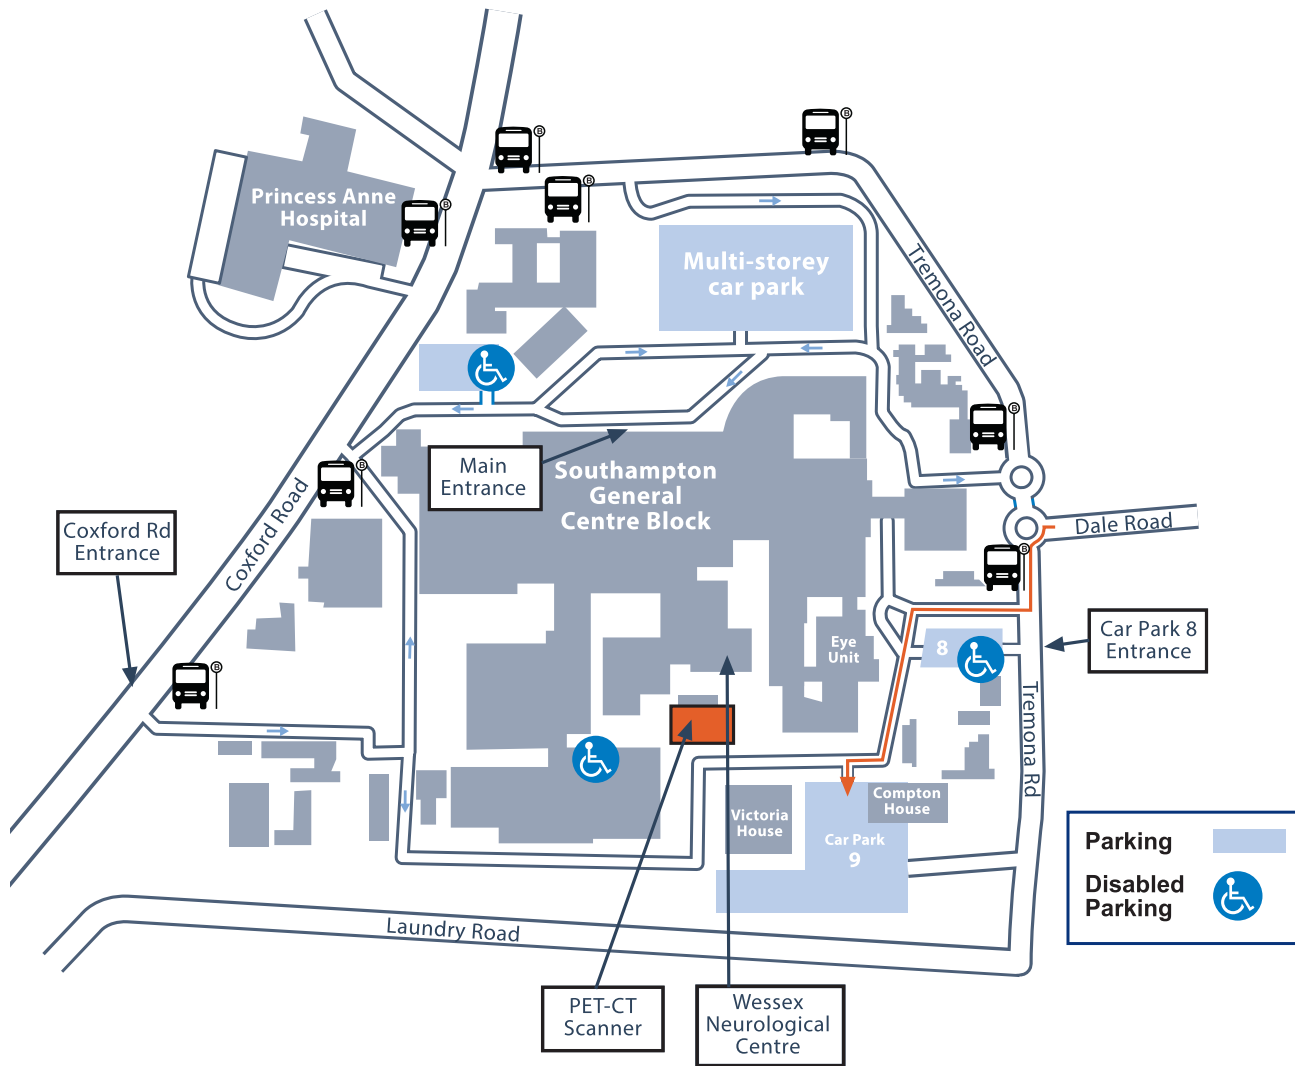 B
B
B
Princess Anne
Hospital
B
Multi-storey
car park
Tremona Road
B
Main
Entrance
Southampton
General
Centre Block
B
Coxford Rd
Entrance
Coxford Road
Dale Road
B
Car Park 8
Entrance
Eye
Unit
8
B
Tremona Rd
Victoria
House
Compton
House
Car Park
9
Parking
Disabled
Parking
Laundry Road
PET-CT
Scanner
Wessex
Neurological
Centre